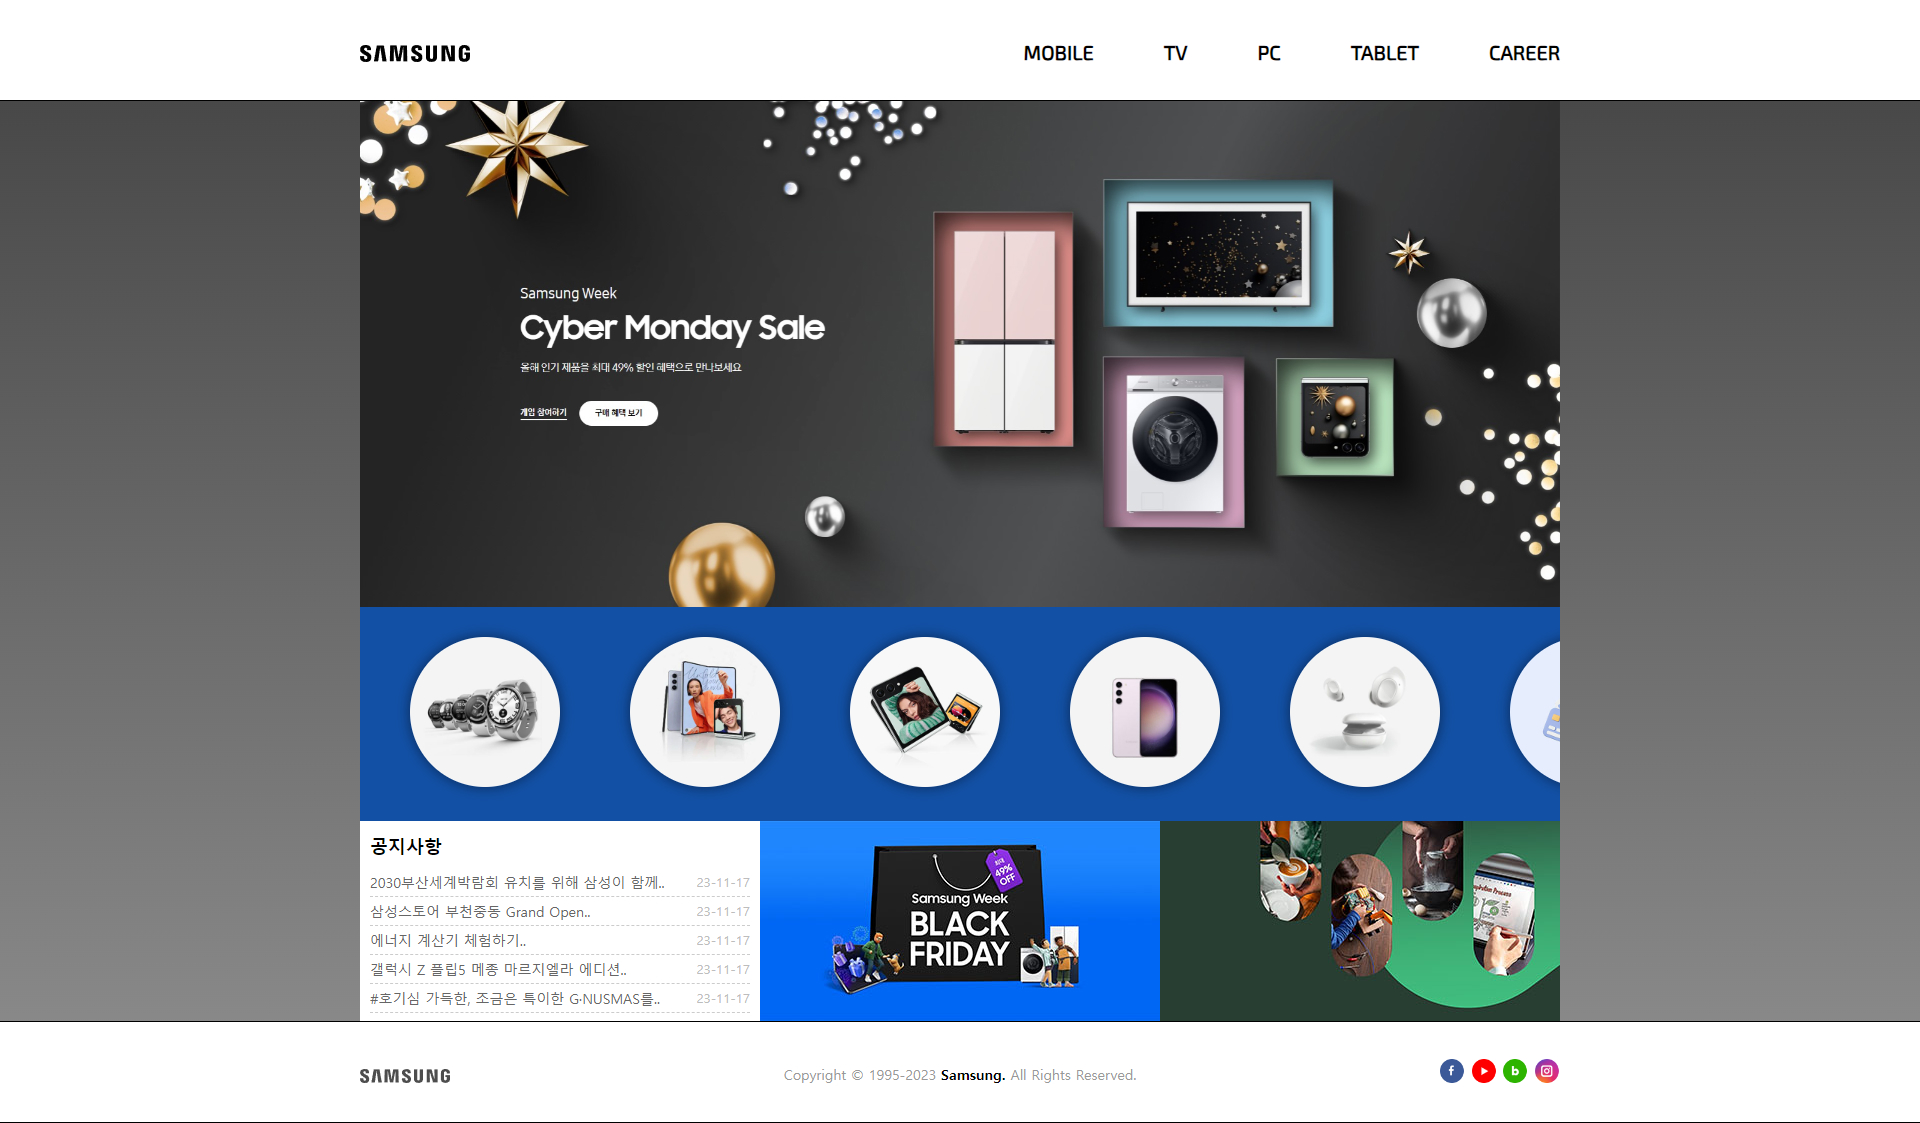 SAMSUNG
MOBILE TV PC TABLET CAREER
Samsung Week
Cyber Monday Sale
올해 인기 제품을 최대 49% 할인 혜택으로 만나보세요
게임 참여하기 구매 혜택 보기
공지사항
2030부산세계박람회 유치를 위해 삼성이 함께.. 23-11-17
삼성스토어 부천중동 Grand Open.. 23-11-17
에너지 계산기 체험하기.. 23-11-17
갤럭시 Z 플립5 메종 마르지엘라 에디션.. 23-11-17
#호기심 가득한, 조금은 특이한 G·NUSMAS를.. 23-11-17
최대
49%
OFF
Samsung Week
BLACK
FRIDAY
SAMSUNG
Copyright © 1995-2023 Samsung. All Rights Reserved.